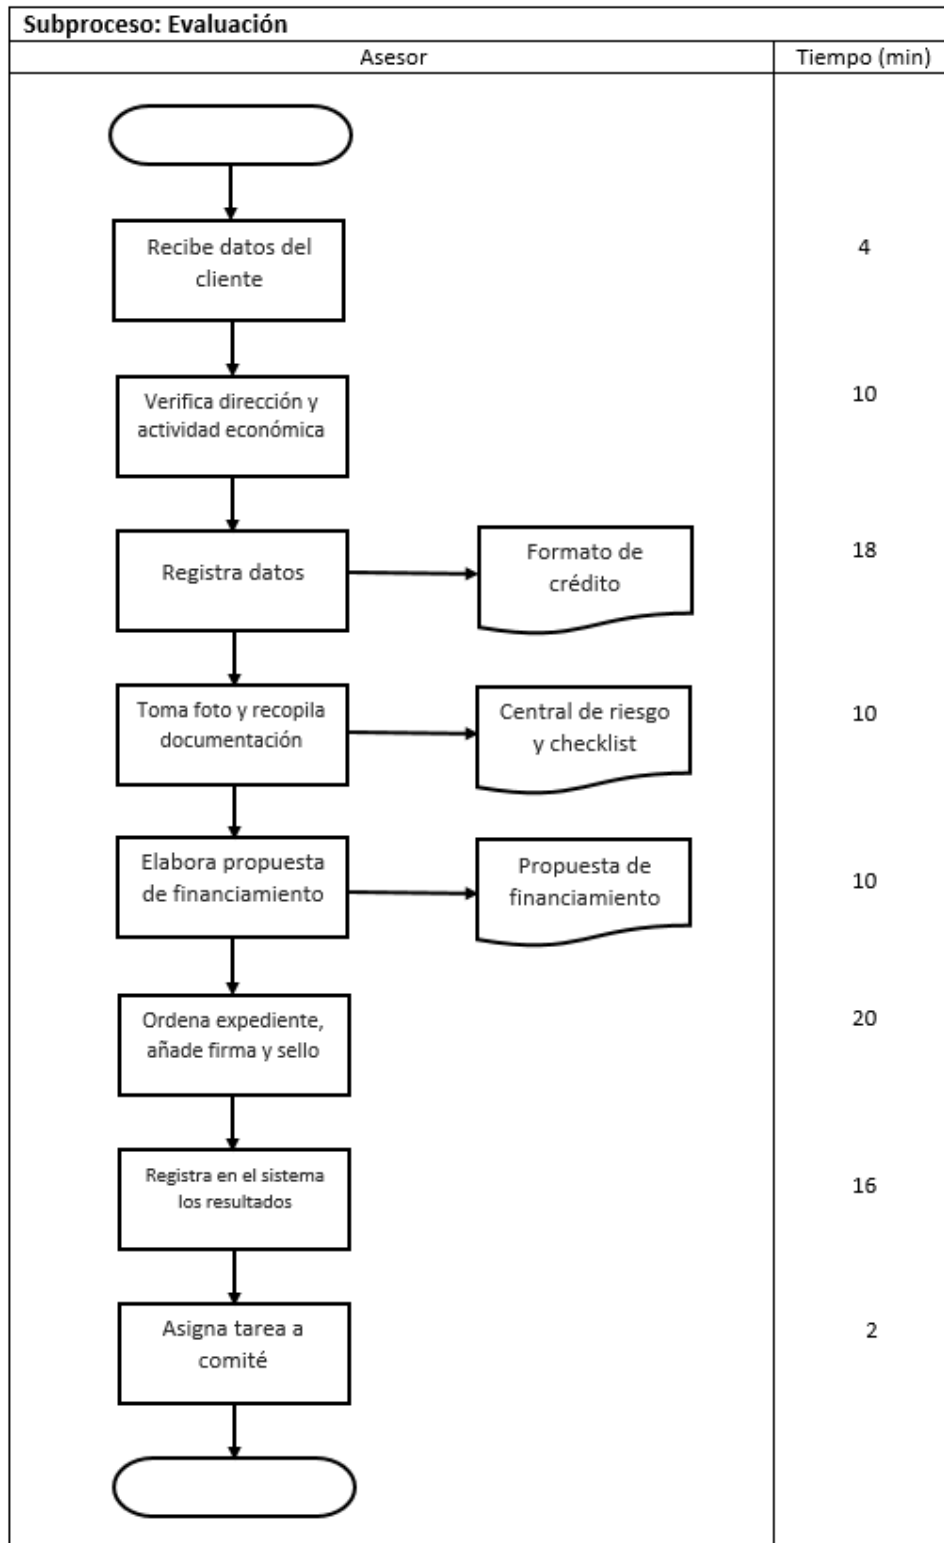 Subproceso: Evaluación
Asesor
Tiempo (min)
Recibe datos del
cliente
4
Verifica dirección y
actividad económica
10
Registra datos
Formato de
crédito
18
Toma foto y recopila
documentación
Central de riesgo
y checklist
10
Elabora propuesta
de financiamiento
Propuesta de
financiamiento
10
Ordena expediente,
añade firma y sello
20
Registra en el sistema
los resultados
16
Asigna tarea a
comité
2